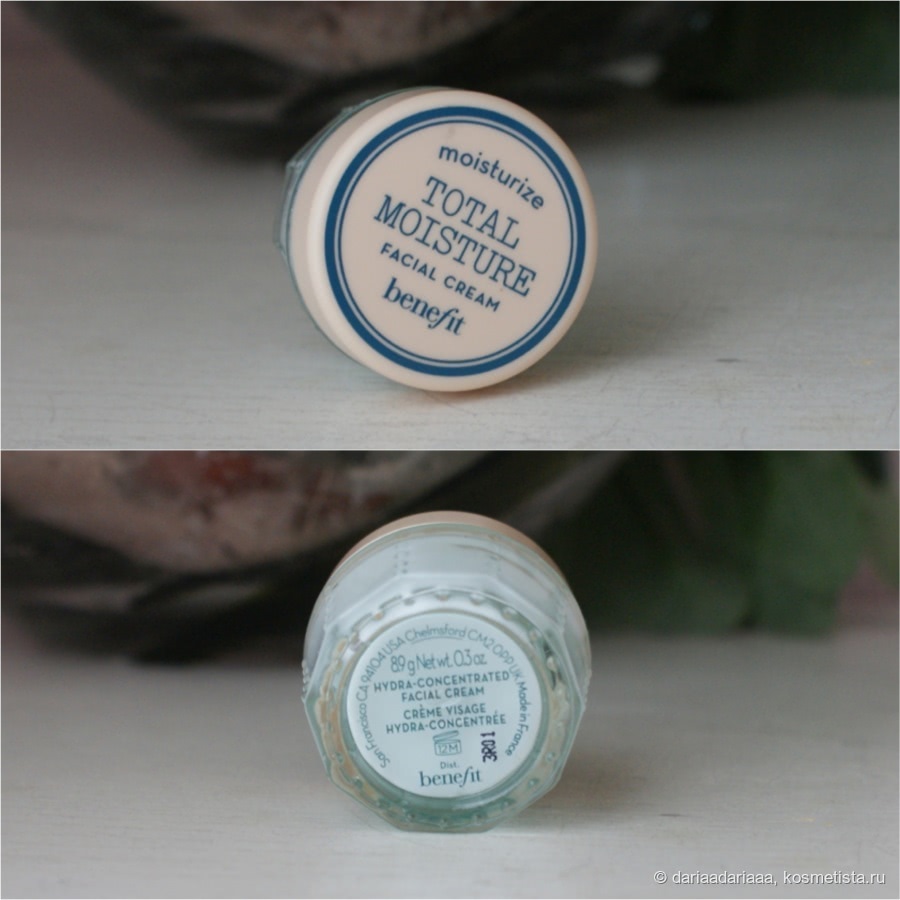 moisturize
TOTAL
MOISTURE
FACIAL CREAM
benefit
San Francisco CA 94104 USA Chelmsford CM2 0PP UK Made in France
8.9 g Net wt. 0.3 oz.
HYDRA-CONCENTRATED
FACIAL CREAM
CRÈME VISAGE
HYDRA-CONCENTRÉE
12M
3R01
Dist.
benefit
© dariaadariaaa, kosmetista.ru